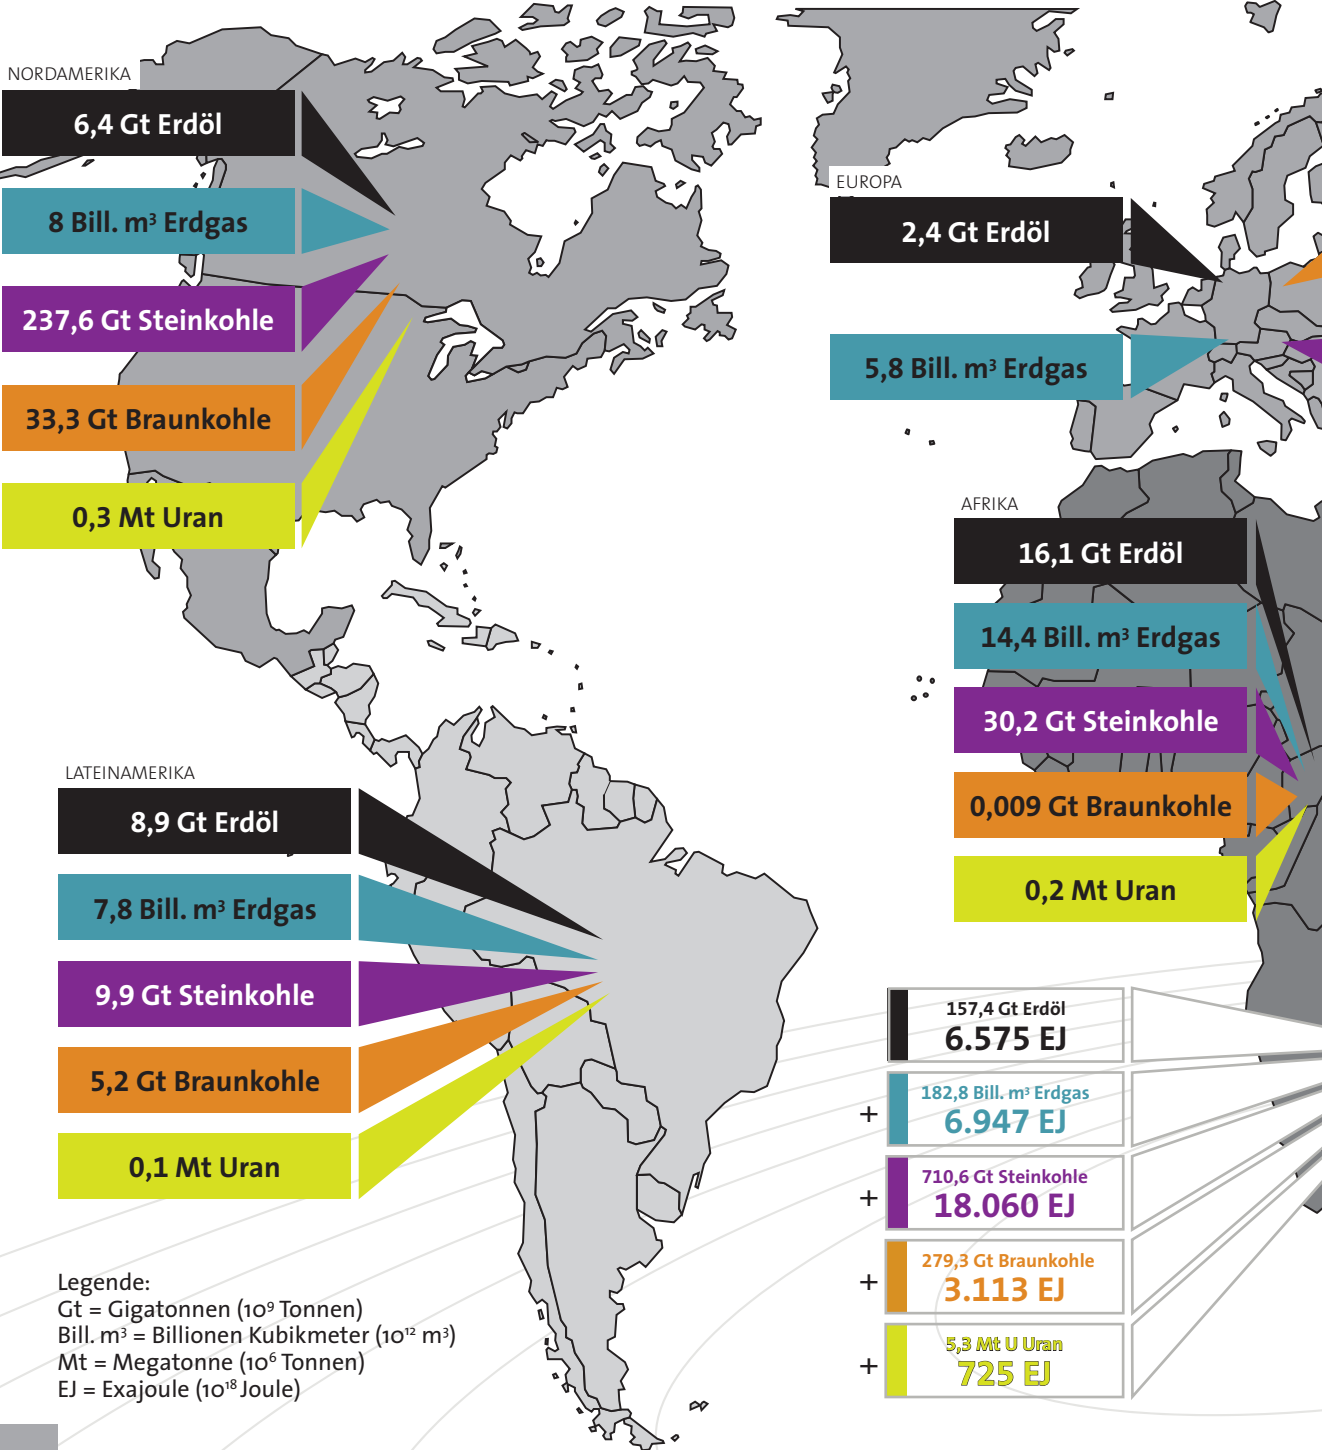 NORDAMERIKA
6,4 Gt Erdöl
8 Bill. m³ Erdgas
237,6 Gt Steinkohle
33,3 Gt Braunkohle
0,3 Mt Uran
EUROPA
2,4 Gt Erdöl
5,8 Bill. m³ Erdgas
AFRIKA
16,1 Gt Erdöl
14,4 Bill. m³ Erdgas
30,2 Gt Steinkohle
0,009 Gt Braunkohle
0,2 Mt Uran
LATEINAMERIKA
8,9 Gt Erdöl
7,8 Bill. m³ Erdgas
9,9 Gt Steinkohle
5,2 Gt Braunkohle
0,1 Mt Uran
157,4 Gt Erdöl
6.575 EJ
+
182,8 Bill. m³ Erdgas
6.947 EJ
+
710,6 Gt Steinkohle
18.060 EJ
+
279,3 Gt Braunkohle
3.113 EJ
+
5,3 Mt U Uran
725 EJ
Legende:
Gt = Gigatonnen (10⁹ Tonnen)
Bill. m³ = Billionen Kubikmeter (10¹² m³)
Mt = Megatonne (10⁶ Tonnen)
EJ = Exajoule (10¹⁸ Joule)